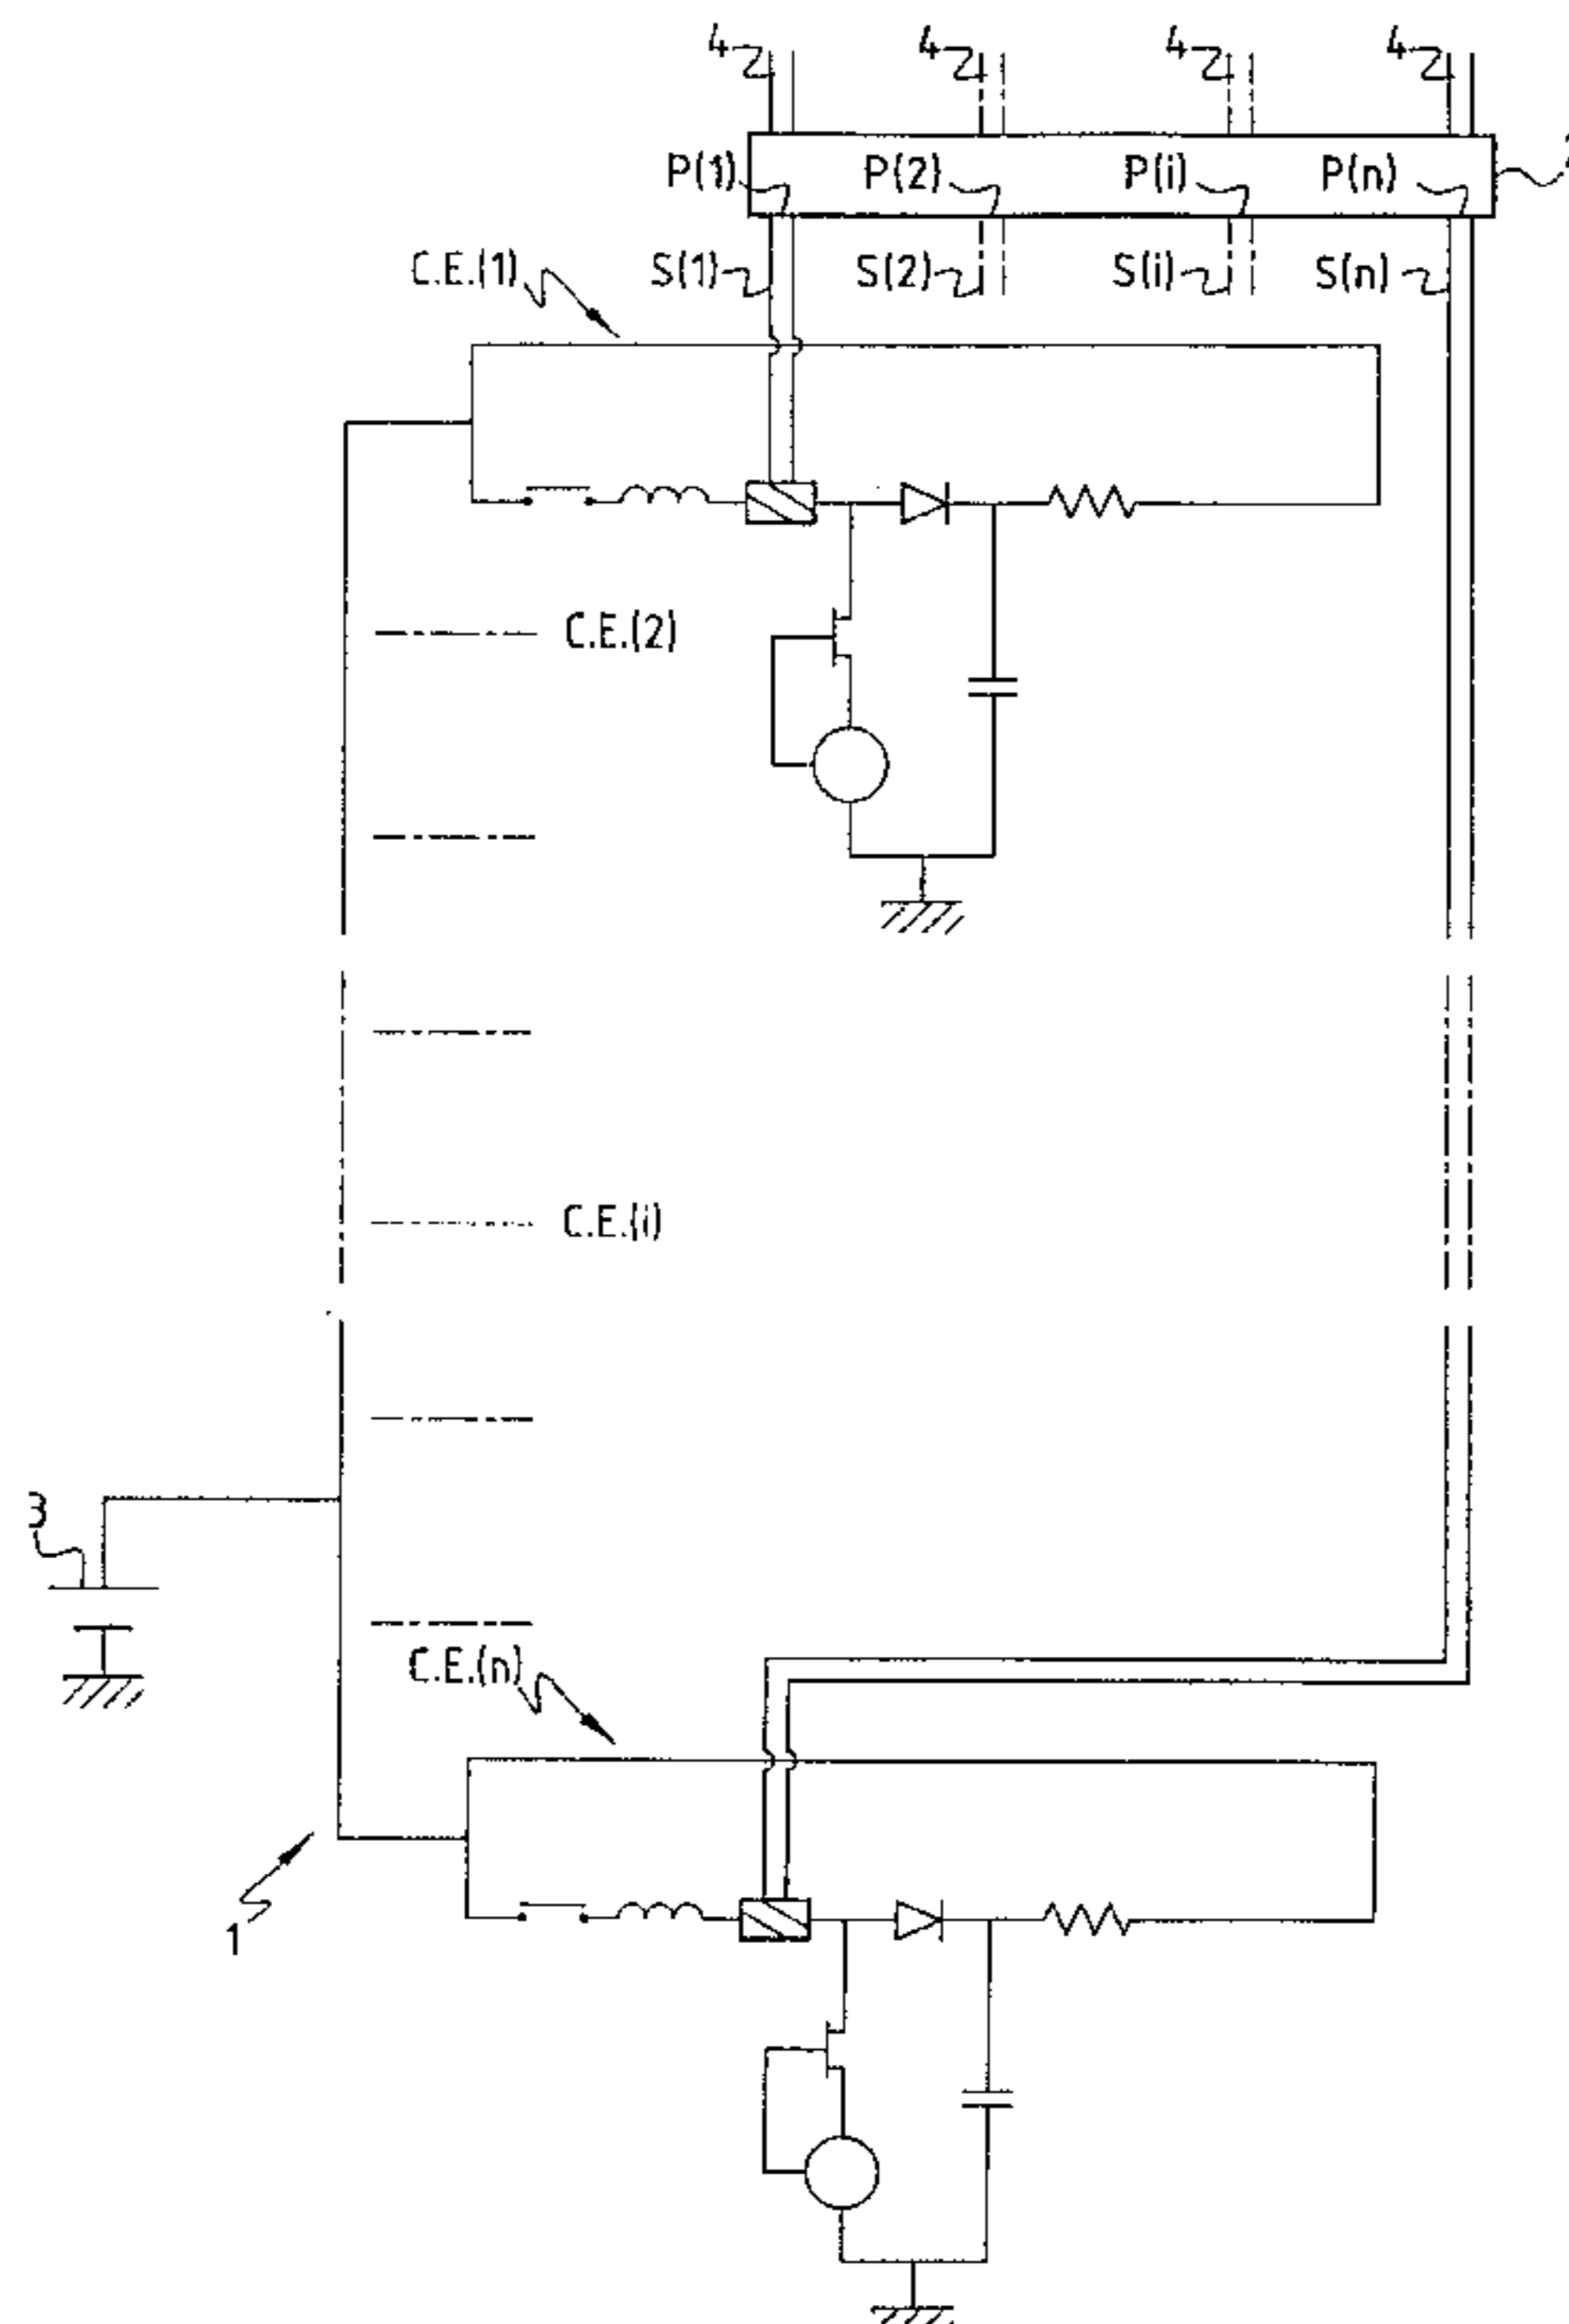 4 4 4 4
P(1) P(2) P(i) P(n)
C.E.(1) S(1) S(2) S(i) S(n)
C.E.(2)
C.E.(i)
3
C.E.(n)
1